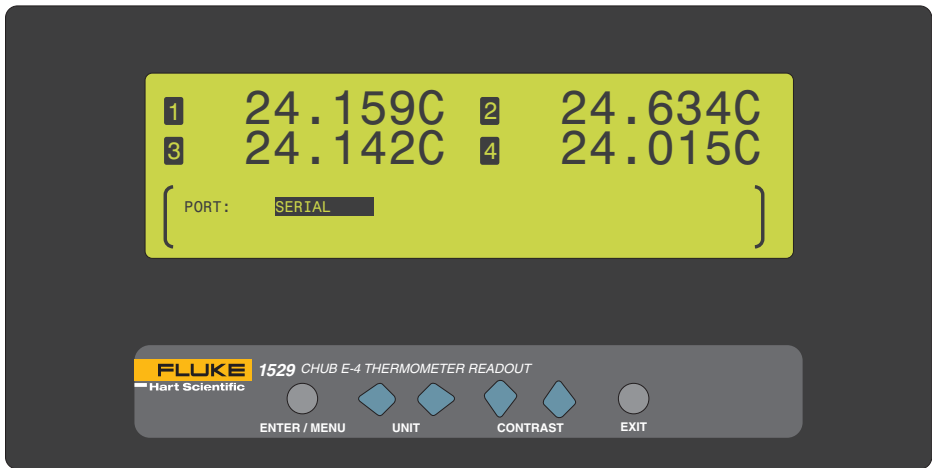 1 24.159C 2 24.634C
3 24.142C 4 24.015C
PORT: SERIAL
FLUKE
Hart Scientific
1529 CHUB E-4 THERMOMETER READOUT
ENTER / MENU UNIT CONTRAST EXIT